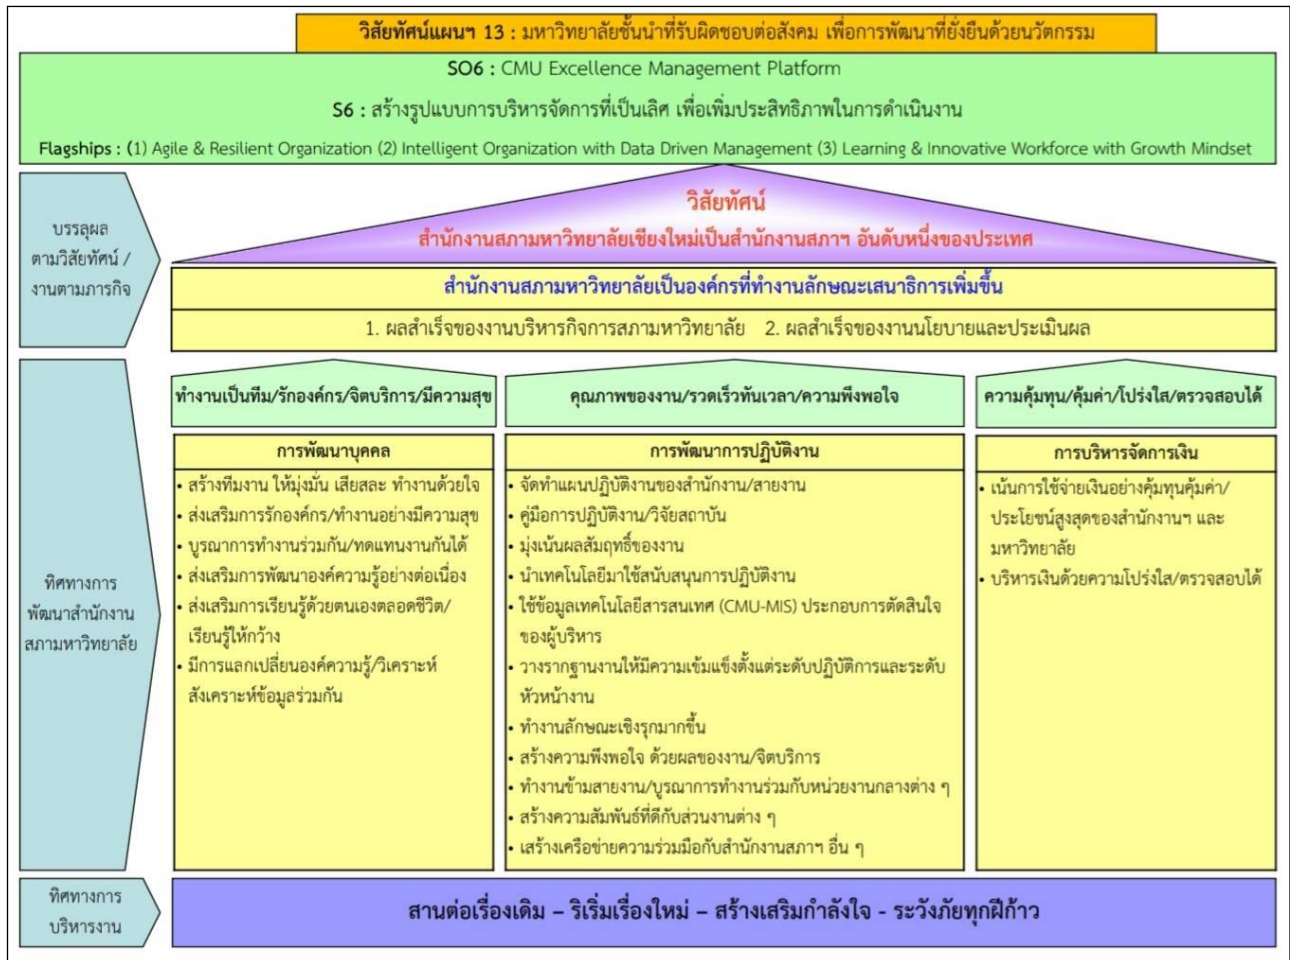 วิสัยทัศน์แผนฯ 13 : มหาวิทยาลัยชั้นนำที่รับผิดชอบต่อสังคม เพื่อการพัฒนาที่ยั่งยืนด้วยนวัตกรรม
SO6 : CMU Excellence Management Platform
S6 : สร้างรูปแบบการบริหารจัดการที่เป็นเลิศ เพื่อเพิ่มประสิทธิภาพในการดำเนินงาน
Flagships : (1) Agile & Resilient Organization (2) Intelligent Organization with Data Driven Management (3) Learning & Innovative Workforce with Growth Mindset
บรรลุผล
ตามวิสัยทัศน์ /
งานตามภารกิจ
วิสัยทัศน์
สำนักงานสภามหาวิทยาลัยเชียงใหม่เป็นสำนักงานสภาฯ อันดับหนึ่งของประเทศ
สำนักงานสภามหาวิทยาลัยเป็นองค์กรที่ทำงานลักษณะเสนาธิการเพิ่มขึ้น
1. ผลสำเร็จของงานบริหารกิจการสภามหาวิทยาลัย 2. ผลสำเร็จของงานนโยบายและประเมินผล
ทิศทางการ
พัฒนาสำนักงาน
สภามหาวิทยาลัย
ทำงานเป็นทีม/รักองค์กร/จิตบริการ/มีความสุข
การพัฒนาบุคคล
• สร้างทีมงาน ให้มุ่งมั่น เสียสละ ทำงานด้วยใจ
• ส่งเสริมการรักองค์กร/ทำงานอย่างมีความสุข
• บูรณาการทำงานร่วมกัน/ทดแทนงานกันได้
• ส่งเสริมการพัฒนาองค์ความรู้อย่างต่อเนื่อง
• ส่งเสริมการเรียนรู้ด้วยตนเองตลอดชีวิต/
เรียนรู้ให้กว้าง
• มีการแลกเปลี่ยนองค์ความรู้/วิเคราะห์
สังเคราะห์ข้อมูลร่วมกัน
คุณภาพของงาน/รวดเร็วทันเวลา/ความพึงพอใจ
การพัฒนาการปฏิบัติงาน
• จัดทำแผนปฏิบัติงานของสำนักงาน/สายงาน
• คู่มือการปฏิบัติงาน/วิจัยสถาบัน
• มุ่งเน้นผลสัมฤทธิ์ของงาน
• นำเทคโนโลยีมาใช้สนับสนุนการปฏิบัติงาน
• ใช้ข้อมูลเทคโนโลยีสารสนเทศ (CMU-MIS) ประกอบการตัดสินใจ
ของผู้บริหาร
• วางรากฐานงานให้มีความเข้มแข็งตั้งแต่ระดับปฏิบัติการและระดับ
หัวหน้างาน
• ทำงานลักษณะเชิงรุกมากขึ้น
• สร้างความพึงพอใจ ด้วยผลของงาน/จิตบริการ
• ทำงานข้ามสายงาน/บูรณาการทำงานร่วมกับหน่วยงานกลางต่าง ๆ
• สร้างความสัมพันธ์ที่ดีกับส่วนงานต่าง ๆ
• เสร้างเครือข่ายความร่วมมือกับสำนักงานสภาฯ อื่น ๆ
ความคุ้มทุน/คุ้มค่า/โปร่งใส/ตรวจสอบได้
การบริหารจัดการเงิน
• เน้นการใช้จ่ายเงินอย่างคุ้มทุนคุ้มค่า/
ประโยชน์สูงสุดของสำนักงานฯ และ
มหาวิทยาลัย
• บริหารเงินด้วยความโปร่งใส/ตรวจสอบได้
ทิศทางการ
บริหารงาน
สานต่อเรื่องเดิม – ริเริ่มเรื่องใหม่ – สร้างเสริมกำลังใจ - ระวังภัยทุกฝีก้าว